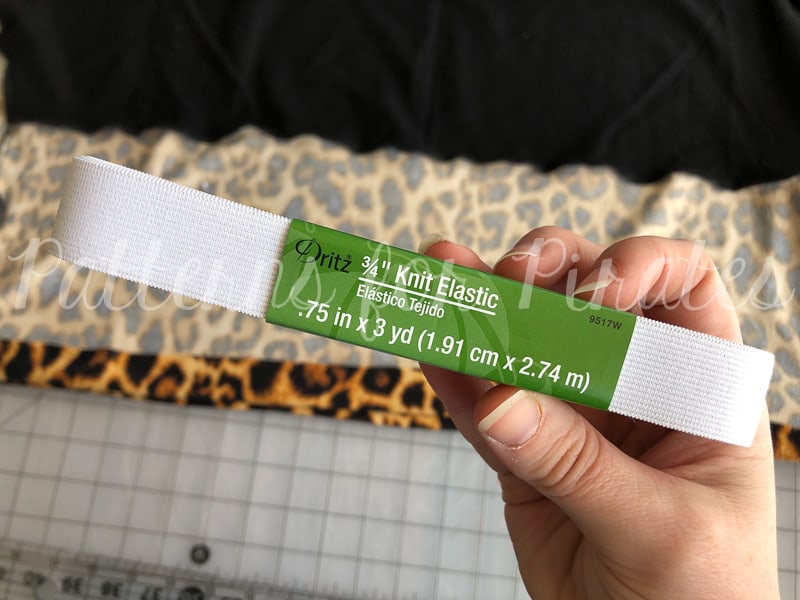 Dritz
3/4" Knit Elastic
Elástico Tejido
.75 in x 3 yd (1.91 cm x 2.74 m)
9517W
Patterns for Pirates